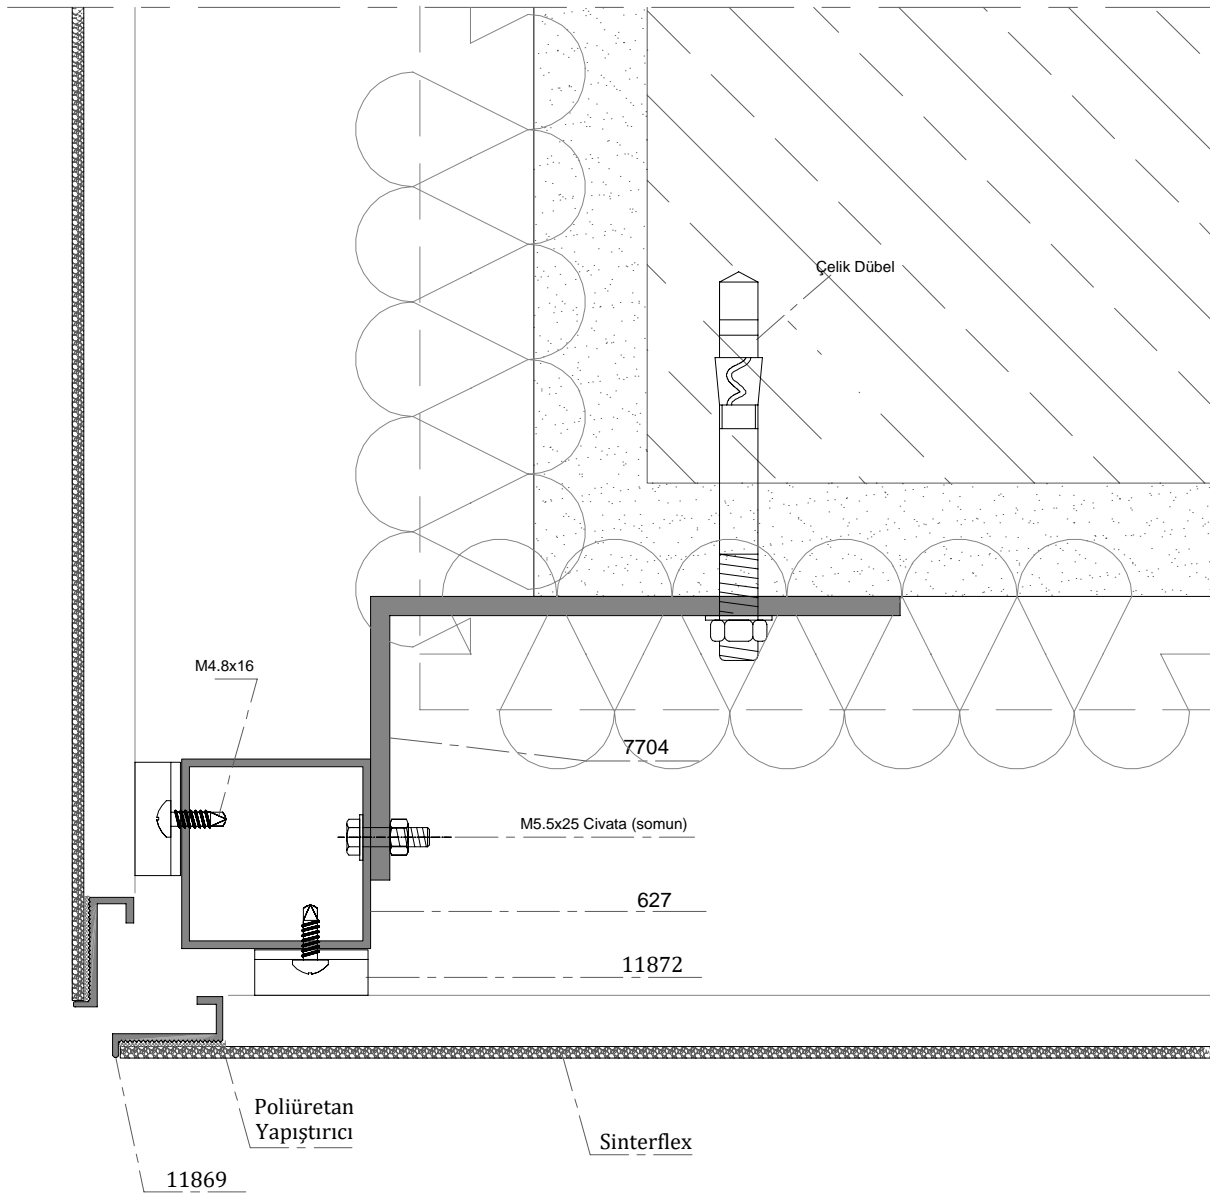 Çelik Dübel
M4.8x16
7704
M5.5x25 Civata (somun)
627
11872
Poliüretan
Yapıştırıcı
Sinterflex
11869